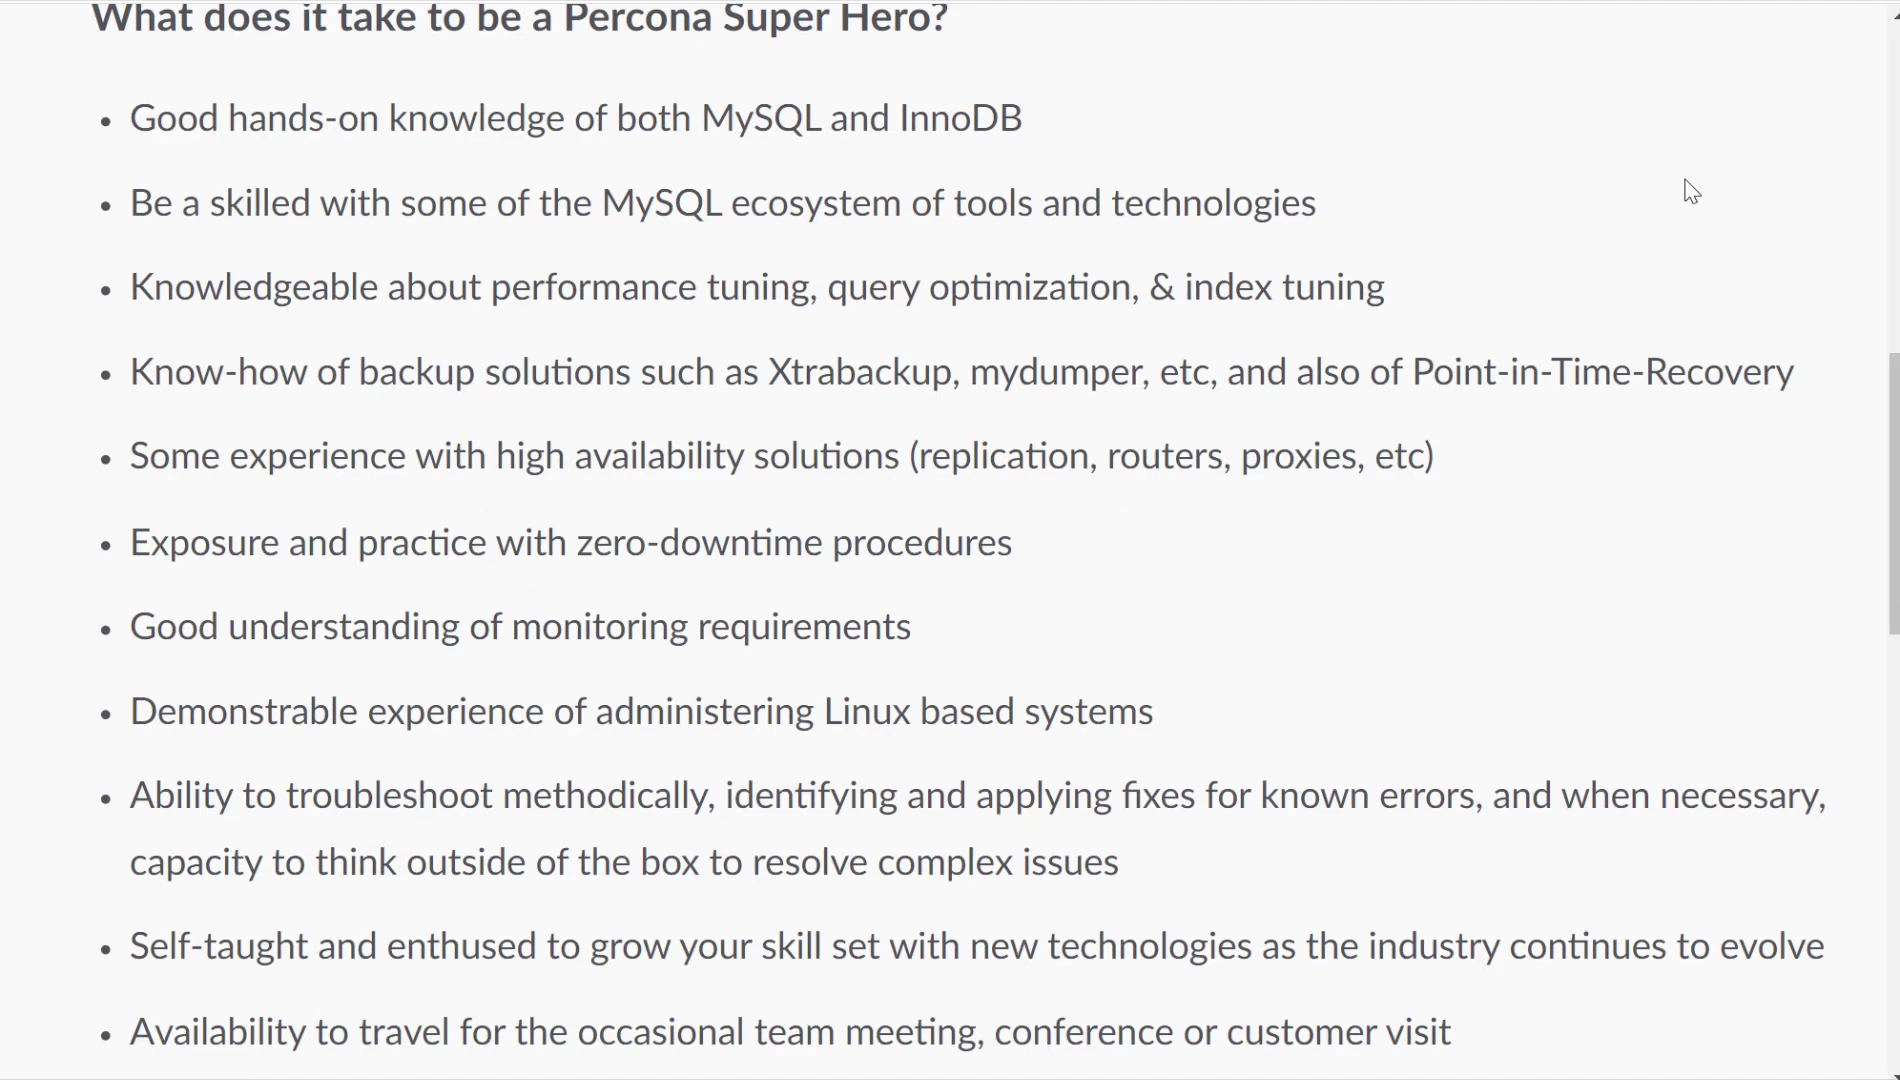 What does it take to be a Percona Super Hero?
• Good hands-on knowledge of both MySQL and InnoDB
• Be a skilled with some of the MySQL ecosystem of tools and technologies
• Knowledgeable about performance tuning, query optimization, & index tuning
• Know-how of backup solutions such as Xtrabackup, mydumper, etc, and also of Point-in-Time-Recovery
• Some experience with high availability solutions (replication, routers, proxies, etc)
• Exposure and practice with zero-downtime procedures
• Good understanding of monitoring requirements
• Demonstrable experience of administering Linux based systems
• Ability to troubleshoot methodically, identifying and applying fixes for known errors, and when necessary,
capacity to think outside of the box to resolve complex issues
• Self-taught and enthused to grow your skill set with new technologies as the industry continues to evolve
• Availability to travel for the occasional team meeting, conference or customer visit